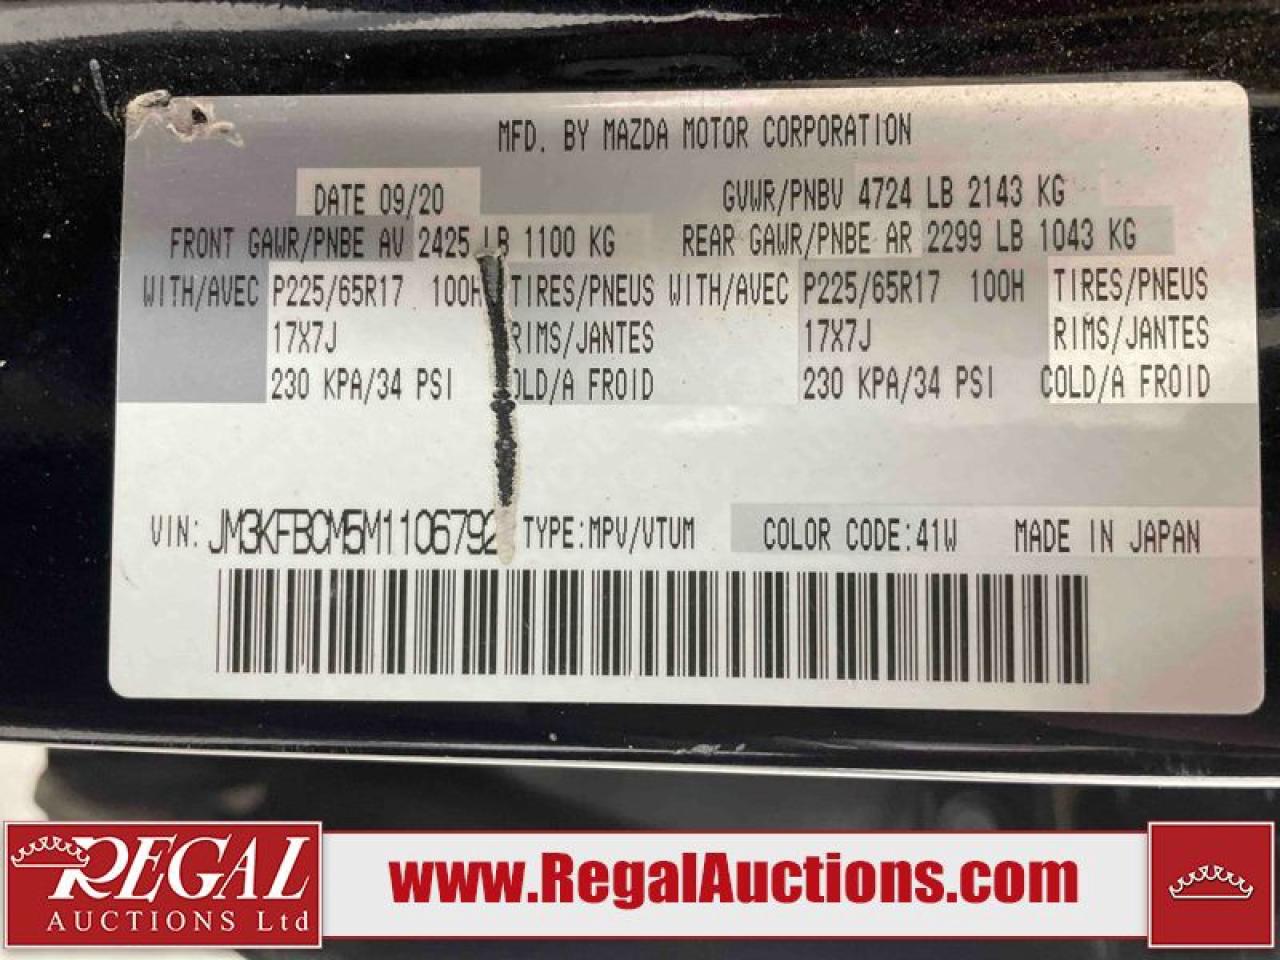 MFD. BY MAZDA MOTOR CORPORATION
DATE 09/20 GVWR/PNBV 4724 LB 2143 KG
FRONT GAWR/PNBE AV 2425 LB 1100 KG REAR GAWR/PNBE AR 2299 LB 1043 KG
WITH/AVEC P225/65R17 100H TIRES/PNEUS WITH/AVEC P225/65R17 100H TIRES/PNEUS
17X7J RIMS/JANTES 17X7J RIMS/JANTES
230 KPA/34 PSI COLD/A FROID 230 KPA/34 PSI COLD/A FROID
VIN: JM3KFBCM5M1106792 TYPE:MPV/VTUM COLOR CODE:41W MADE IN JAPAN
REGAL
AUCTIONS Ltd
www.RegalAuctions.com